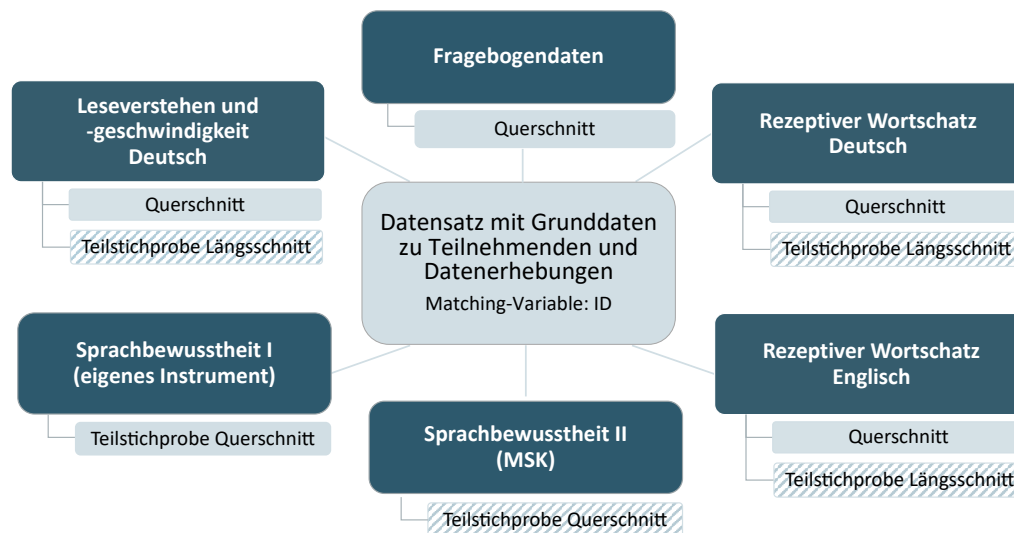 Fragebogendaten
Querschnitt
Leseverstehen und
-geschwindigkeit
Deutsch
Querschnitt
Teilstichprobe Längsschnitt
Rezeptiver Wortschatz
Deutsch
Querschnitt
Teilstichprobe Längsschnitt
Datensatz mit Grunddaten
zu Teilnehmenden und
Datenerhebungen
Matching-Variable: ID
Sprachbewusstheit I
(eigenes Instrument)
Teilstichprobe Querschnitt
Sprachbewusstheit II
(MSK)
Teilstichprobe Querschnitt
Rezeptiver Wortschatz
Englisch
Querschnitt
Teilstichprobe Längsschnitt